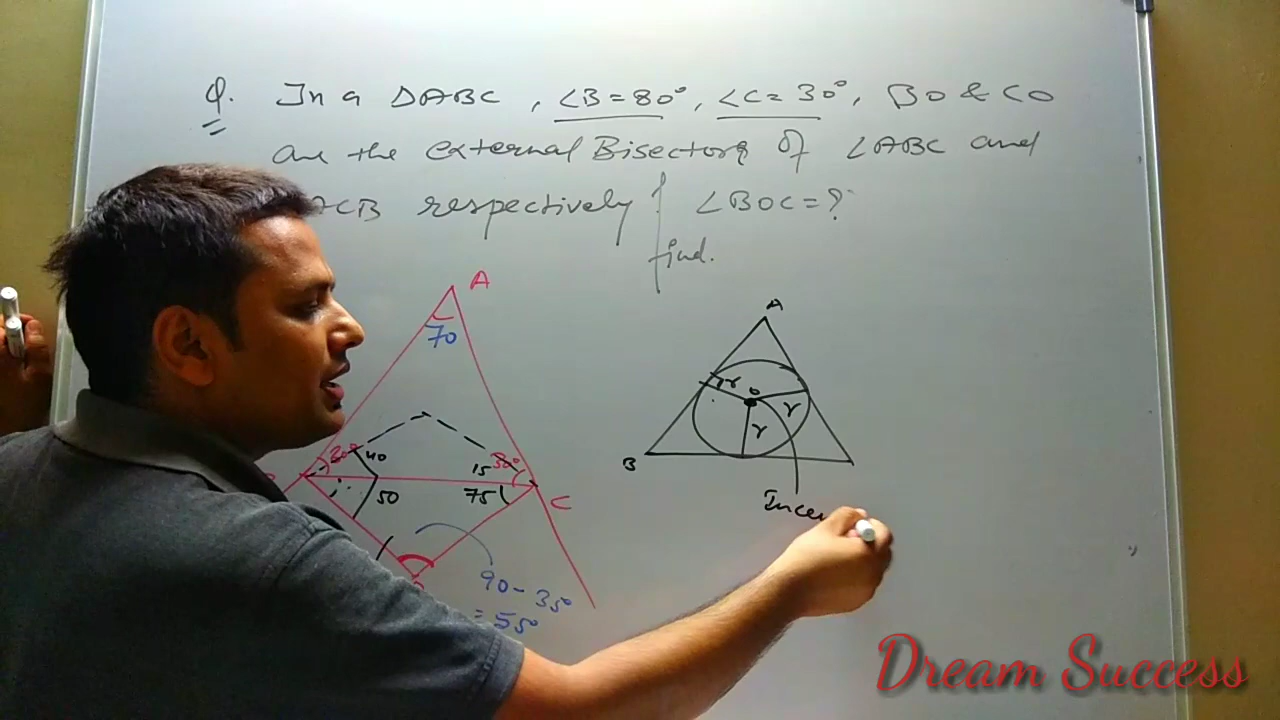 Q. In a ΔABC, ∠B=80°, ∠C=30°, BO & CO
are the external Bisectors of ∠ABC and
ACB respectively find ∠BOC=?
A
70
80° 40
15 30°
50
75
C
90-35°
=55°
A
r O
r
r
B
Incen
Dream Success